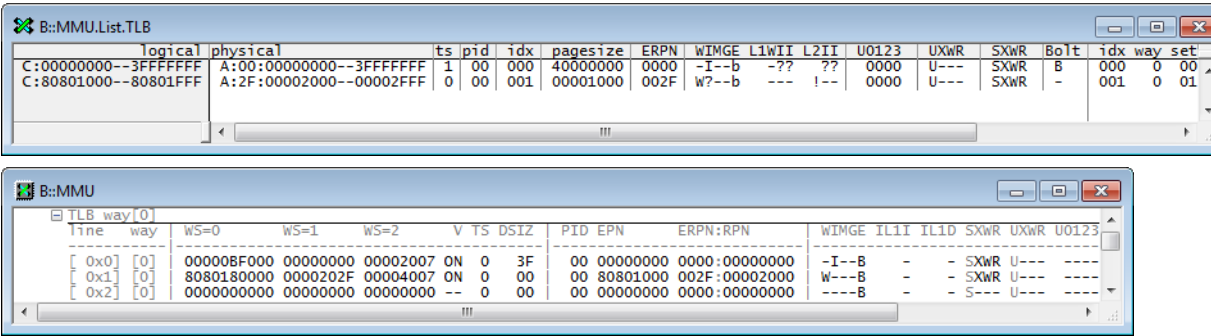 B::MMU.List.TLB
logical physical ts pid idx pagesize ERPN WIMGE L1WII L2II U0123 UXWR SXWR Bolt idx way set
C:00000000--3FFFFFFF A:00:00000000--3FFFFFFF 1 00 000 40000000 0000 -I--b -?? ?? 0000 U--- SXWR B 000 0 00
C:80801000--80801FFF A:2F:00002000--00002FFF 0 00 001 00001000 002F W?--b --- !-- 0000 U--- SXWR - 001 0 01
B::MMU
TLB way[0]
line way WS=0 WS=1 WS=2 V TS DSIZ PID EPN ERPN:RPN WIMGE IL1I IL1D SXWR UXWR U0123
[ 0x0] [0] 00000BF000 00000000 00002007 ON 0 3F 00 00000000 0000:00000000 -I--B - - SXWR U--- ----
[ 0x1] [0] 8080180000 0000202F 00004007 ON 0 00 00 80801000 002F:00002000 W---B - - SXWR U--- ----
[ 0x2] [0] 0000000000 00000000 00000000 -- 0 00 00 00000000 0000:00000000 ----B - - S--- U--- ----